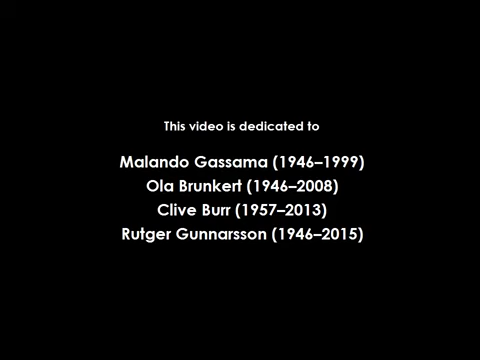 This video is dedicated to
Malando Gassama (1946–1999)
Ola Brunkert (1946–2008)
Clive Burr (1957–2013)
Rutger Gunnarsson (1946–2015)